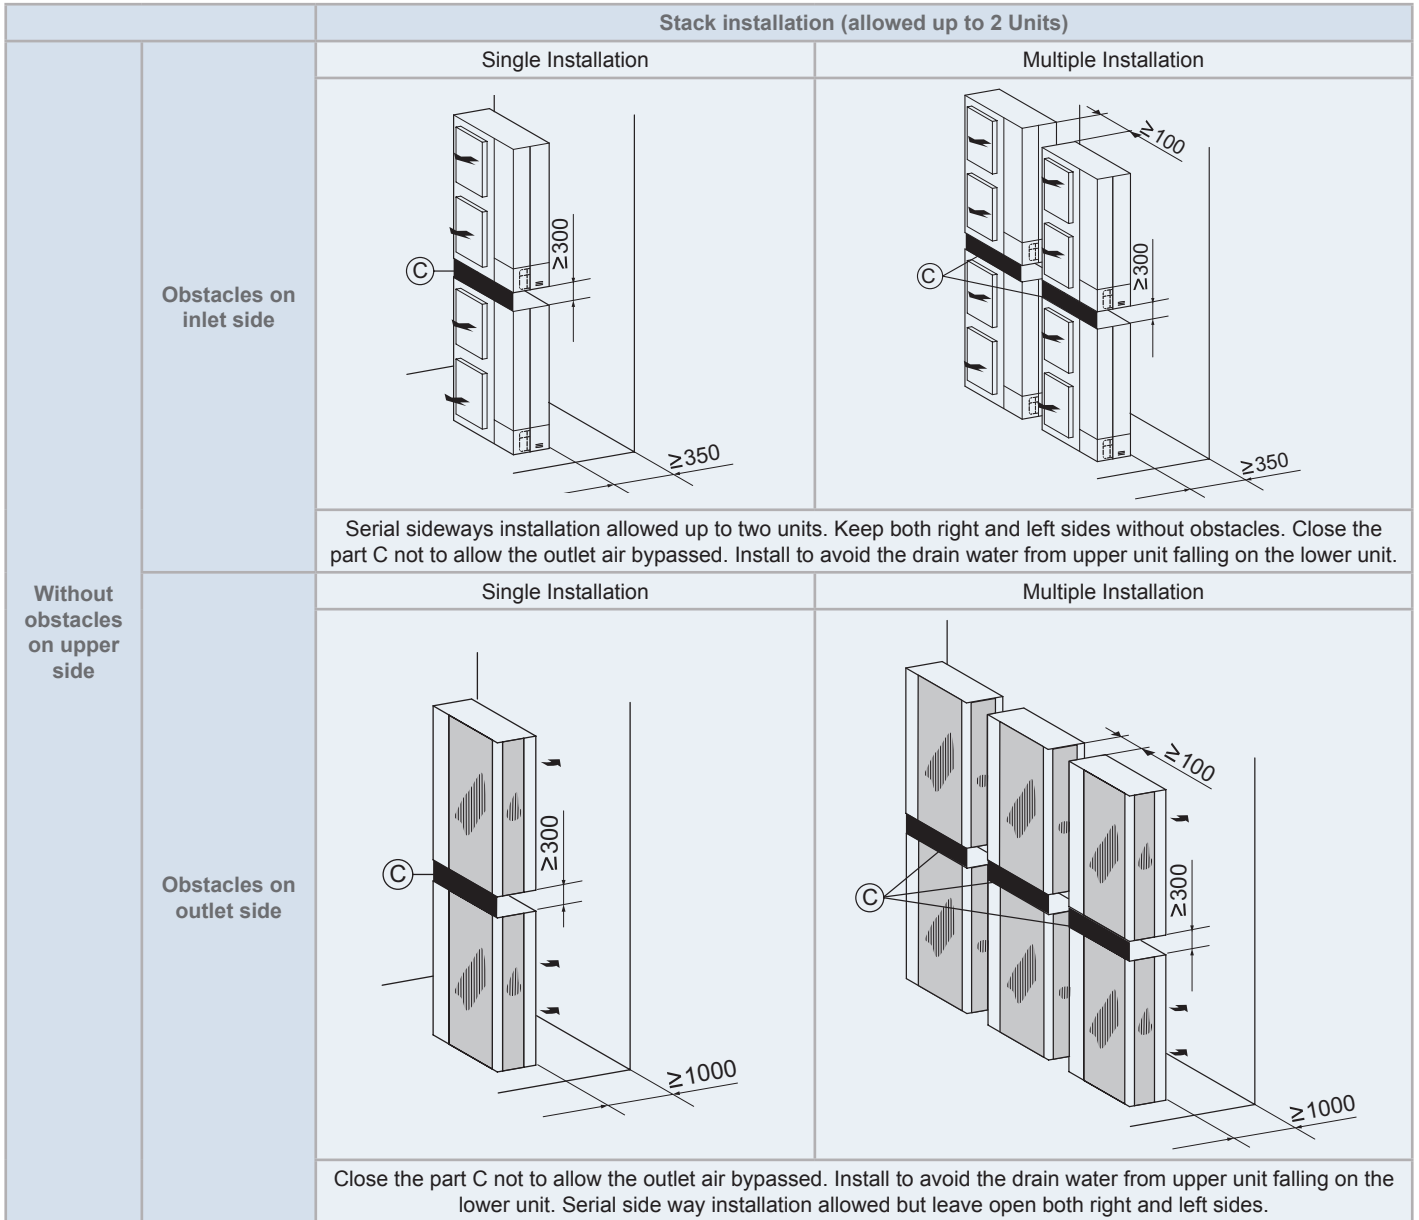 Stack installation (allowed up to 2 Units)
Without
obstacles
on upper
side
Obstacles on
inlet side
Single Installation
Multiple Installation
C
≥300
≥350
≥100
C
≥300
≥350
Serial sideways installation allowed up to two units. Keep both right and left sides without obstacles. Close the
part C not to allow the outlet air bypassed. Install to avoid the drain water from upper unit falling on the lower unit.
Obstacles on
outlet side
Single Installation
Multiple Installation
C
≥300
≥1000
≥100
C
≥300
≥1000
Close the part C not to allow the outlet air bypassed. Install to avoid the drain water from upper unit falling on the
lower unit. Serial side way installation allowed but leave open both right and left sides.